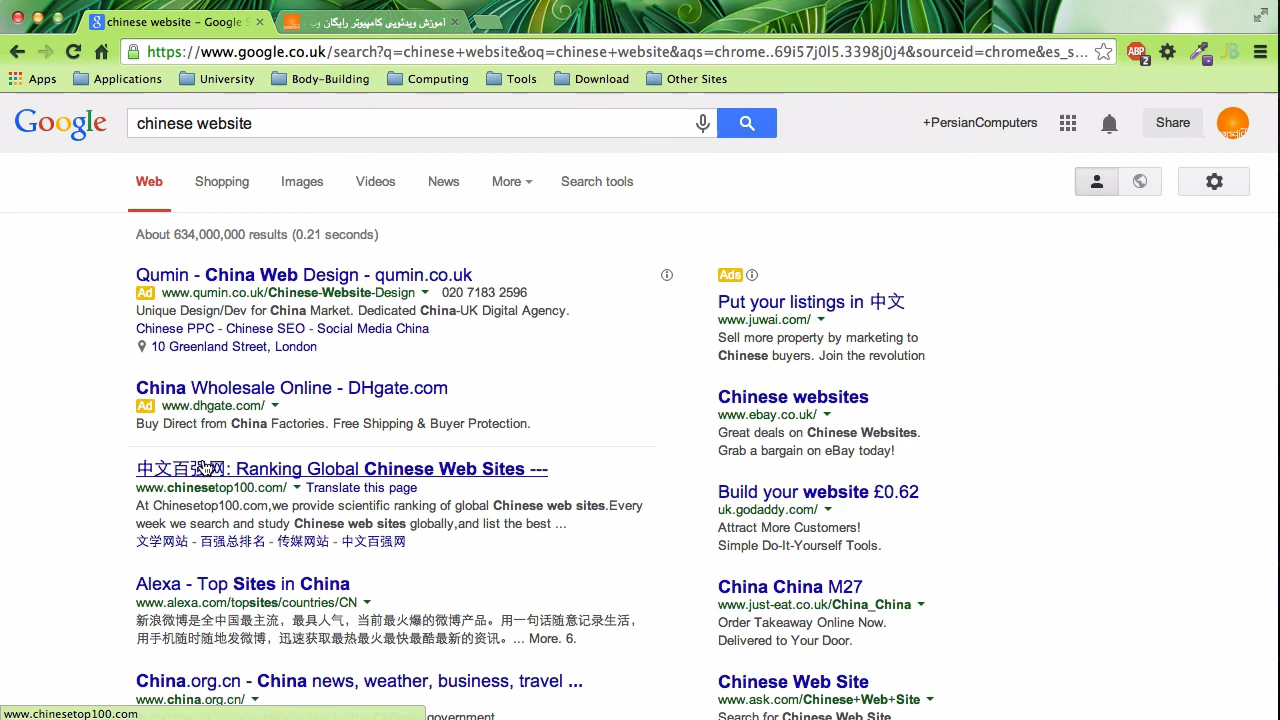 chinese website - Google S
آموزش ویدئویی کامپیوتر رایگان وب
https://www.google.co.uk/search?q=chinese+website&oq=chinese+website&aqs=chrome..69i57j0l5.3398j0j4&sourceid=chrome&es_s...
ABP
2
JB
Apps
Applications
University
Body-Building
Computing
Tools
Download
Other Sites
Google
chinese website
+PersianComputers
Share
Web
Shopping
Images
Videos
News
More
Search tools
About 634,000,000 results (0.21 seconds)
Qumin - China Web Design - qumin.co.uk
Ad www.qumin.co.uk/Chinese-Website-Design 020 7183 2596
Unique Design/Dev for China Market. Dedicated China-UK Digital Agency.
Chinese PPC - Chinese SEO - Social Media China
10 Greenland Street, London
China Wholesale Online - DHgate.com
Ad www.dhgate.com/
Buy Direct from China Factories. Free Shipping & Buyer Protection.
中文百强网: Ranking Global Chinese Web Sites ---
www.chinesetop100.com/ Translate this page
At Chinesetop100.com,we provide scientific ranking of global Chinese web sites.Every
week we search and study Chinese web sites globally,and list the best ...
文学网站 - 百强总排名 - 传媒网站 - 中文百强网
Alexa - Top Sites in China
www.alexa.com/topsites/countries/CN
新浪微博是全中国最主流，最具人气，当前最火爆的微博产品。用一句话随意记录生活，
用手机随时随地发微博，迅速获取最热最火最快最酷最新的资讯。... More. 6.
China.org.cn - China news, weather, business, travel ...
www.china.org.cn/
government
www.chinesetop100.com
Ads
Put your listings in 中文
www.juwai.com/
Sell more property by marketing to
Chinese buyers. Join the revolution
Chinese websites
www.ebay.co.uk/
Great deals on Chinese Websites.
Grab a bargain on eBay today!
Build your website £0.62
uk.godaddy.com/
Attract More Customers!
Simple Do-It-Yourself Tools.
China China M27
www.just-eat.co.uk/China_China
Order Takeaway Online Now.
Delivered to Your Door.
Chinese Web Site
www.ask.com/Chinese+Web+Site
Search for Chinese Web Site